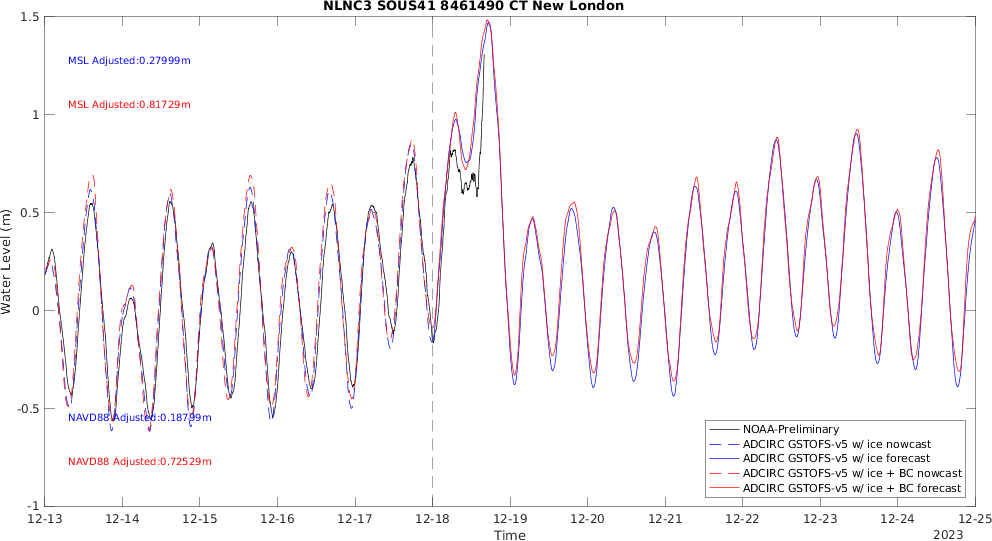 NLNC3 SOUS41 8461490 CT New London
1.5
MSL Adjusted:0.27999m
MSL Adjusted:0.81729m
1
0.5
Water Level (m)
0
-0.5
NAVD88 Adjusted:0.18799m
NAVD88 Adjusted:0.72529m
NOAA-Preliminary
ADCIRC GSTOFS-v5 w/ ice nowcast
ADCIRC GSTOFS-v5 w/ ice forecast
ADCIRC GSTOFS-v5 w/ ice + BC nowcast
ADCIRC GSTOFS-v5 w/ ice + BC forecast
-1
12-13 12-14 12-15 12-16 12-17 12-18 12-19 12-20 12-21 12-22 12-23 12-24 12-25
Time
2023